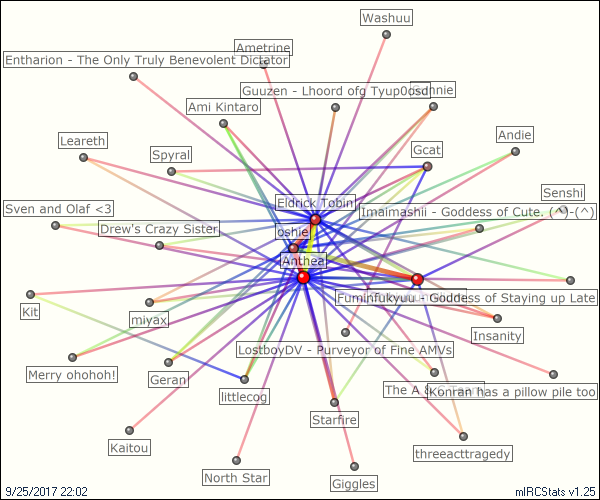 Washuu
Ametrine
Entharion - The Only Truly Benevolent Dictator
Guuzen - Lhoord ofg Tyup0osd
Ami Kintaro
Gcat
Andie
Leareth
Spyral
Senshi
Eldrick Tobin
Imaimashii - Goddess of Cute. (^)-(^)
Sven and Olaf <3
Drew's Crazy Sister
oshie
Anthea
Fuminfukyuu - Goddess of Staying up Late
Kit
miyax
Insanity
LostboyDV - Purveyor of Fine AMVs
Merry ohohoh!
Geran
The A &
Konran has a pillow pile too
littlecog
Starfire
Kaitou
threeacttragedy
North Star
Giggles
9/25/2017 22:02
mIRCStats v1.25